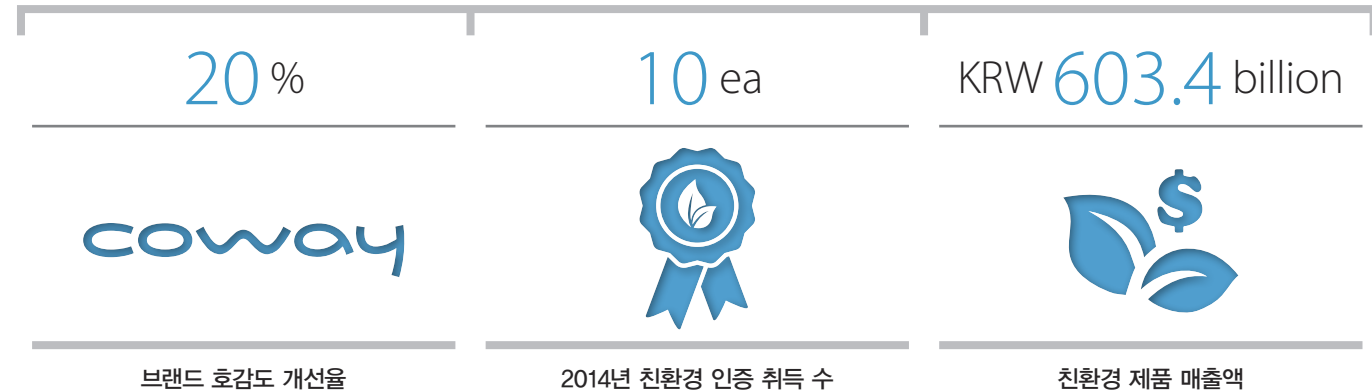 20 %
10 ea
KRW 603.4 billion
coway
$
브랜드 호감도 개선율
2014년 친환경 인증 취득 수
친환경 제품 매출액